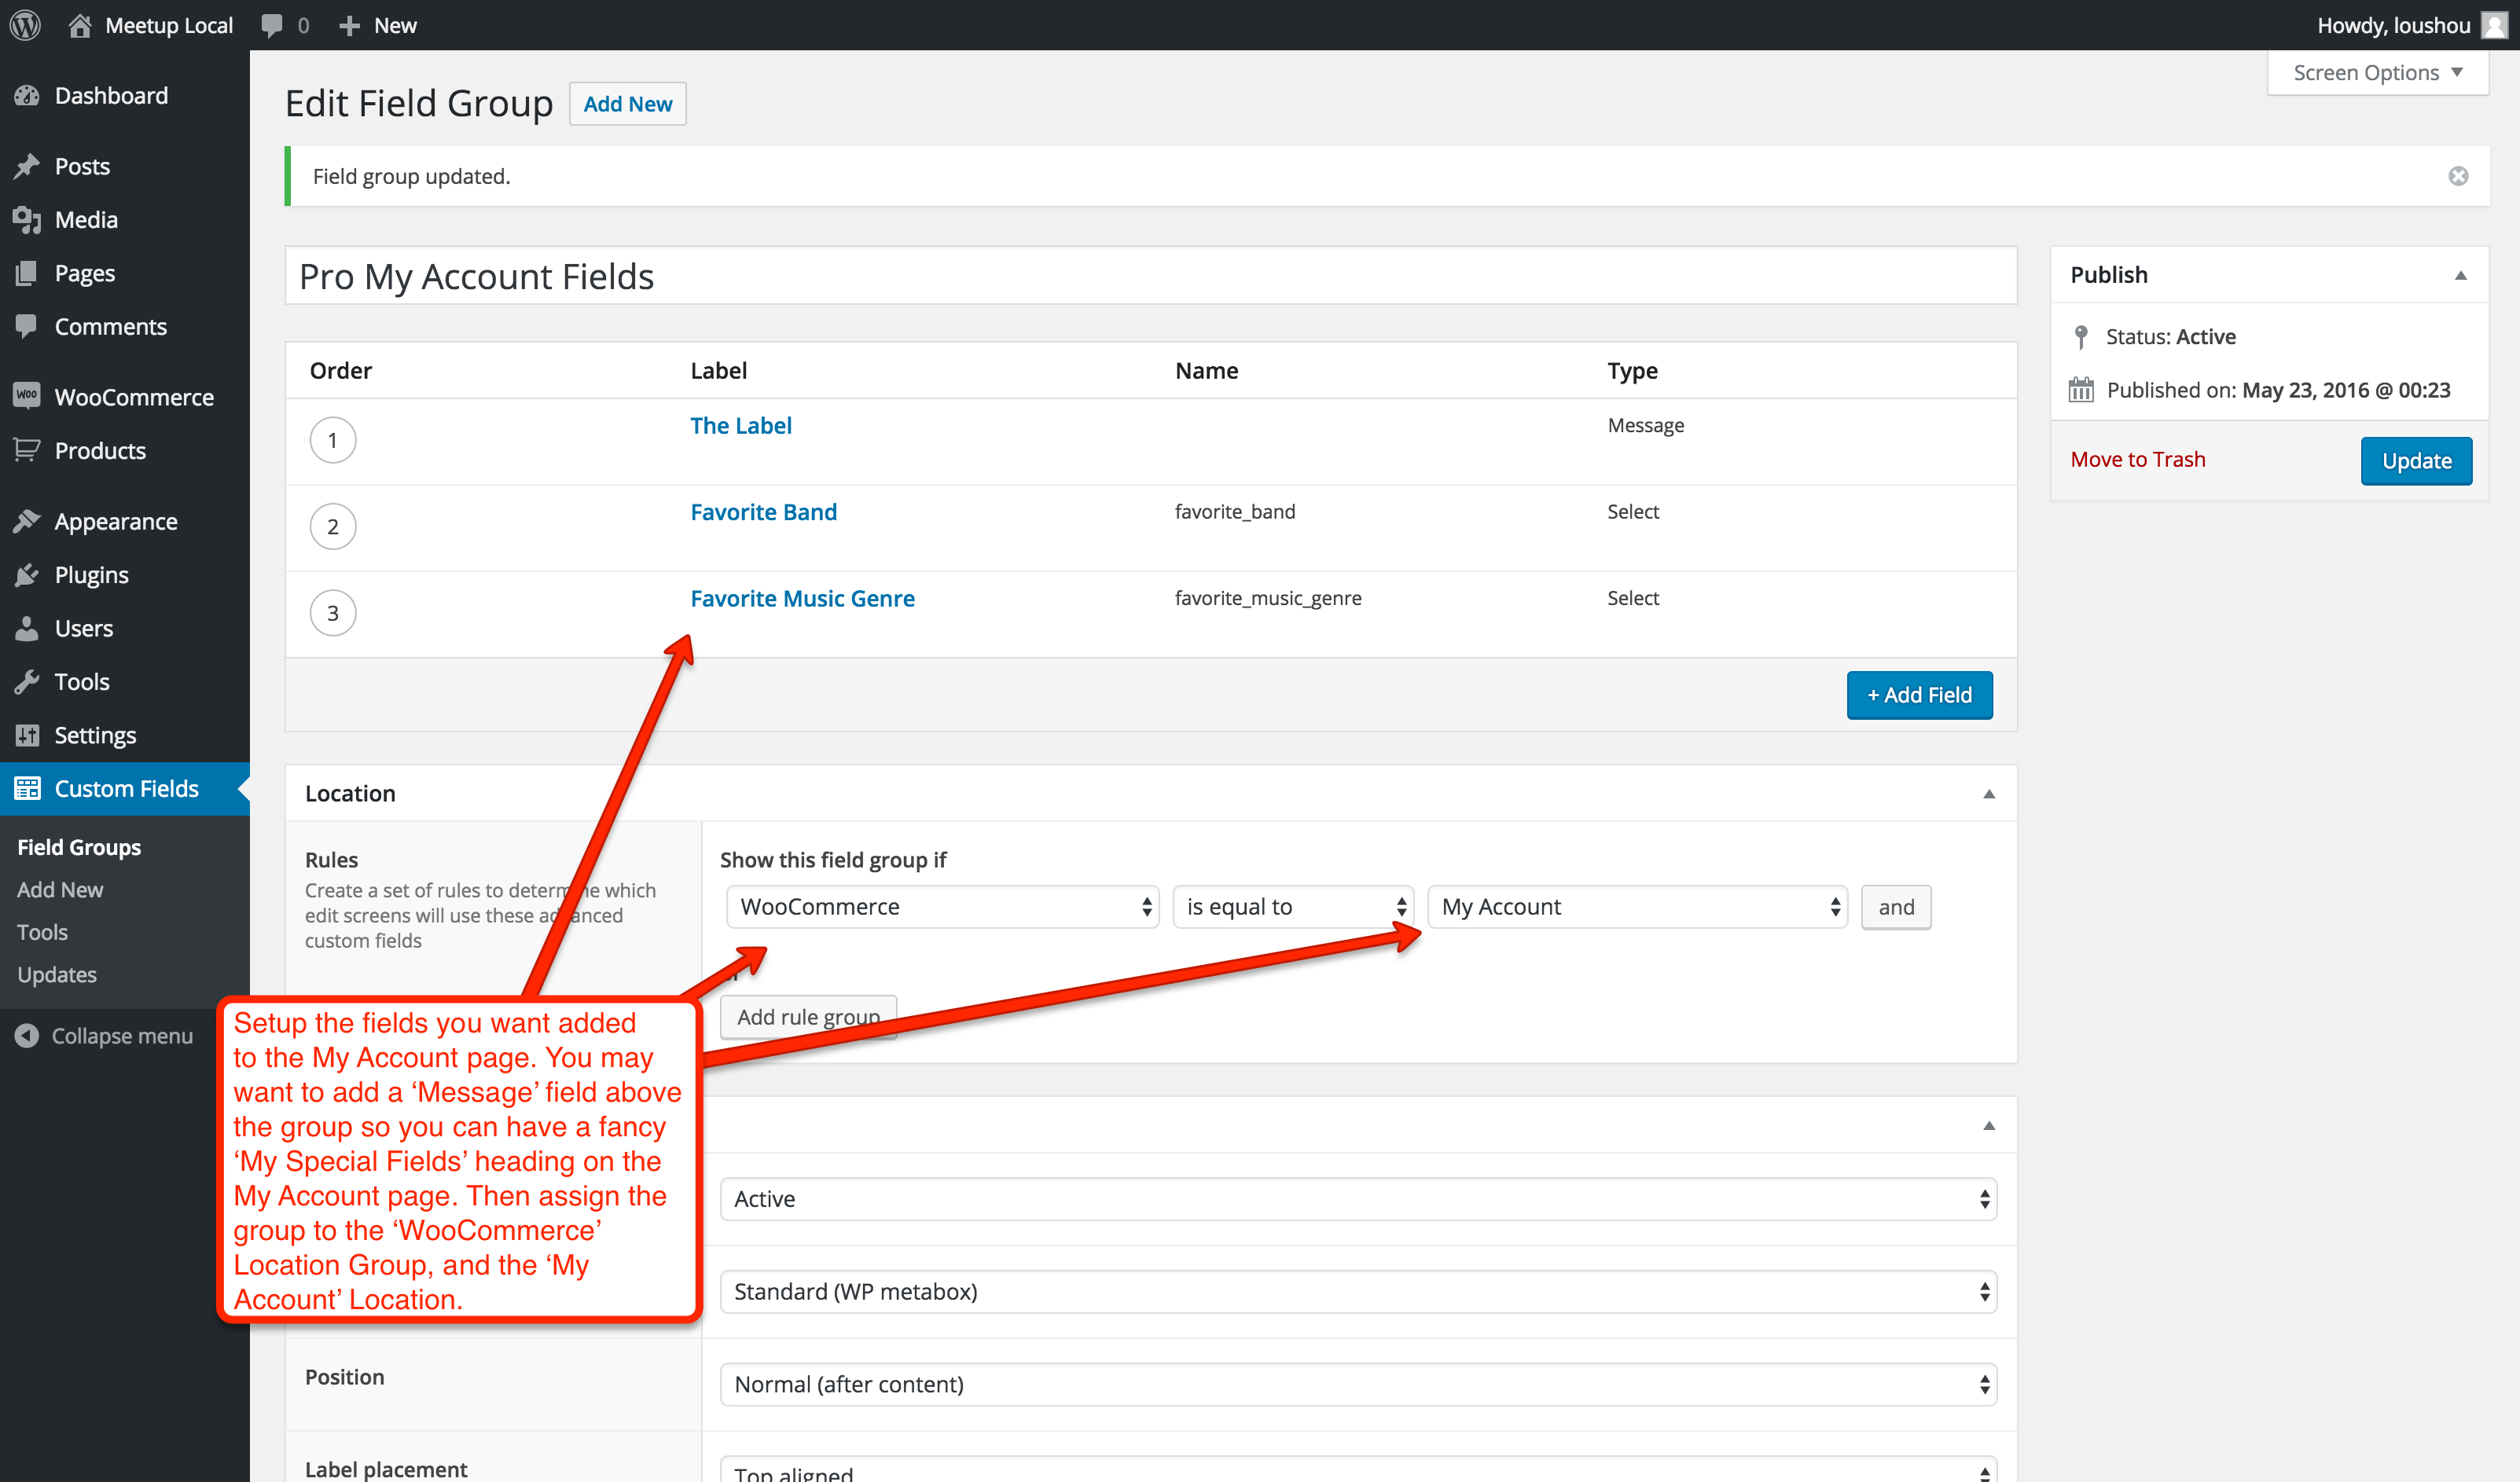 Meetup Local 0 New Howdy, loushou
Screen Options
Dashboard
Posts
Media
Pages
Comments
WOO WooCommerce
Products
Appearance
Plugins
Users
Tools
Settings
Custom Fields
Field Groups
Add New
Tools
Updates
Collapse menu
Edit Field Group Add New
Field group updated.
Pro My Account Fields
Order Label Name Type
1 The Label Message
2 Favorite Band favorite_band Select
3 Favorite Music Genre favorite_music_genre Select
+ Add Field
Publish
Status: Active
Published on: May 23, 2016 @ 00:23
Move to Trash Update
Location
Rules
Create a set of rules to determine which
edit screens will use these advanced
custom fields
Show this field group if
WooCommerce is equal to My Account and
Add rule group
Setup the fields you want added
to the My Account page. You may
want to add a ‘Message’ field above
the group so you can have a fancy
‘My Special Fields’ heading on the
My Account page. Then assign the
group to the ‘WooCommerce’
Location Group, and the ‘My
Account’ Location.
Active
Standard (WP metabox)
Position Normal (after content)
Label placement Top aligned